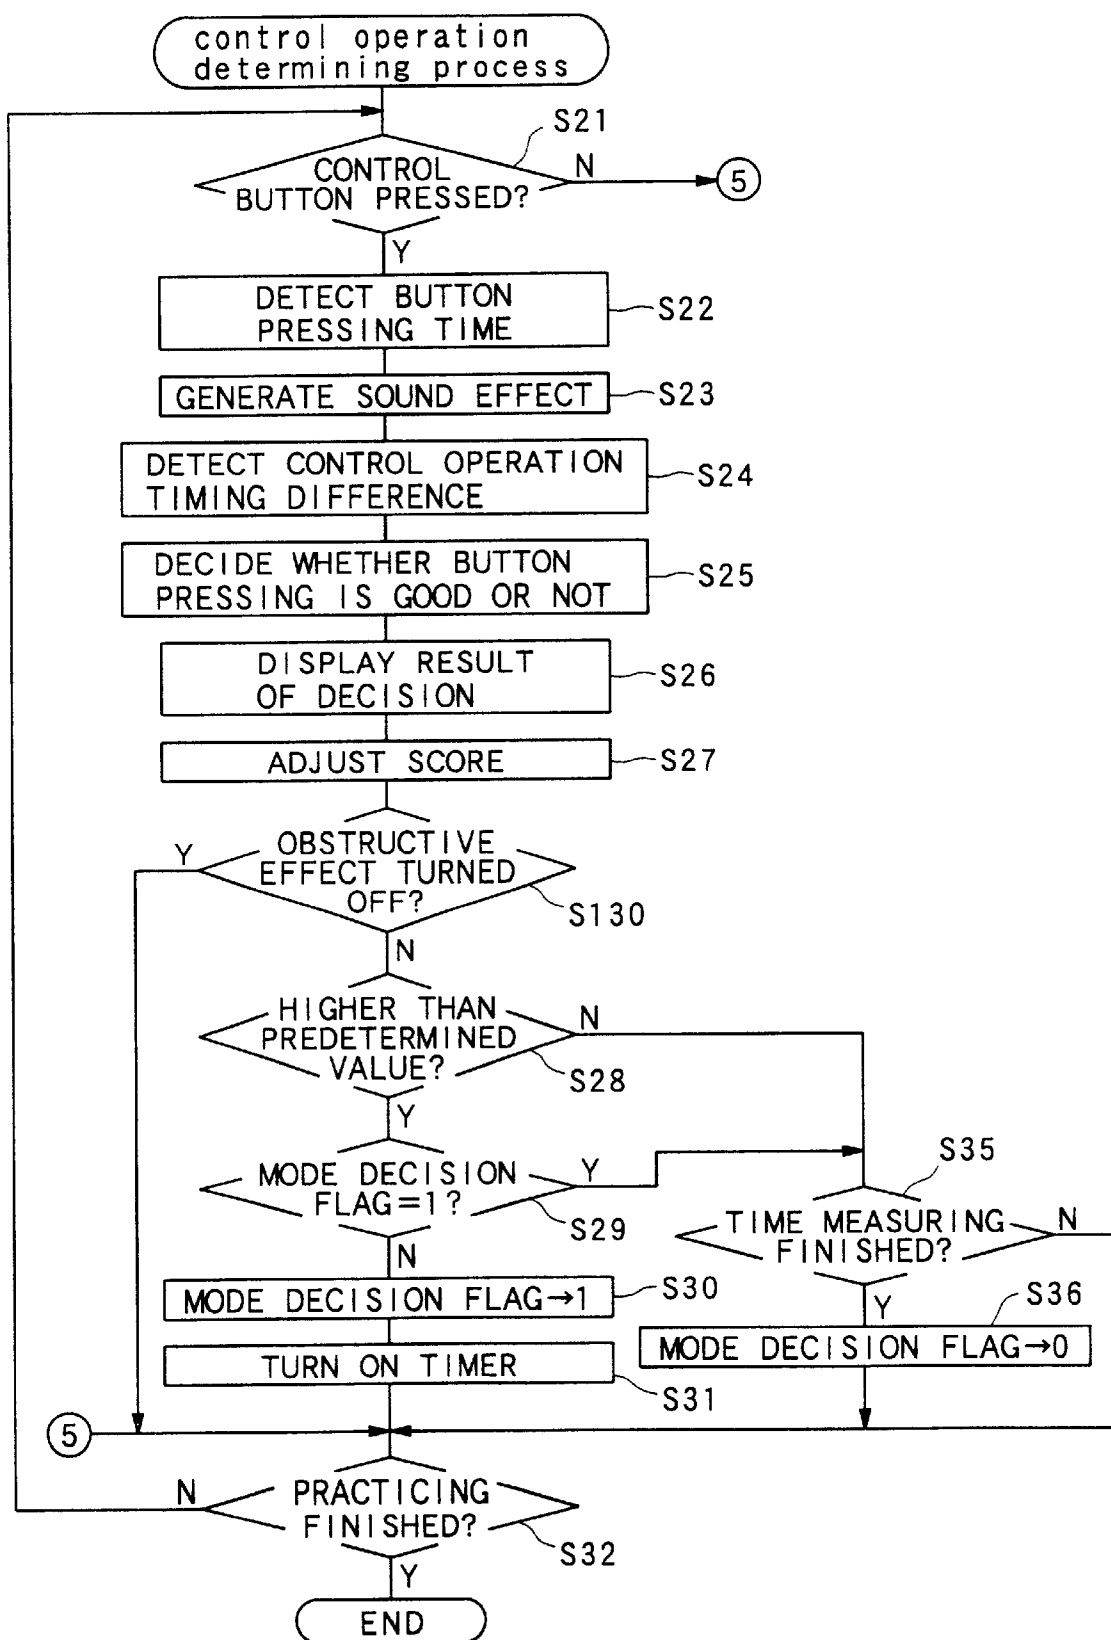 control operation
determining process
S21
CONTROL
BUTTON PRESSED?
N
5
Y
DETECT BUTTON
PRESSING TIME
S22
GENERATE SOUND EFFECT
S23
DETECT CONTROL OPERATION
TIMING DIFFERENCE
S24
DECIDE WHETHER BUTTON
PRESSING IS GOOD OR NOT
S25
DISPLAY RESULT
OF DECISION
S26
ADJUST SCORE
S27
Y
OBSTRUCTIVE
EFFECT TURNED
OFF?
S130
N
HIGHER THAN
PREDETERMINED
VALUE?
N
S28
Y
MODE DECISION
FLAG=1?
Y
S29
S35
TIME MEASURING
FINISHED?
N
N
MODE DECISION FLAG→1
S30
Y
S36
MODE DECISION FLAG→0
TURN ON TIMER
S31
5
N
PRACTICING
FINISHED?
S32
Y
END